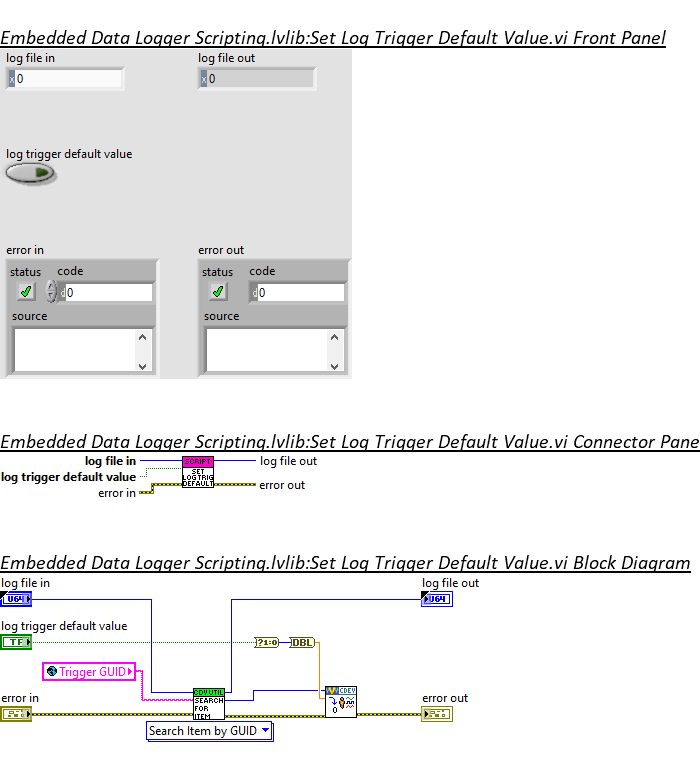 Embedded Data Logger Scripting.lvlib:Set Log Trigger Default Value.vi Front Panel
log file in
log file out
x 0
x 0
log trigger default value
error in
error out
status code
status code
d 0
d 0
source
source
Embedded Data Logger Scripting.lvlib:Set Log Trigger Default Value.vi Connector Pane
log file in
log file out
SCRIPT
SET
LOGTRIG
DEFAULT
log trigger default value
error in
error out
Embedded Data Logger Scripting.lvlib:Set Log Trigger Default Value.vi Block Diagram
log file in
log file out
U64
U64
log trigger default value
TF
?1:0
DBL
Trigger GUID
error in
error out
CDV UTIL
SEARCH
FOR
ITEM
CDEV
0
Search Item by GUID